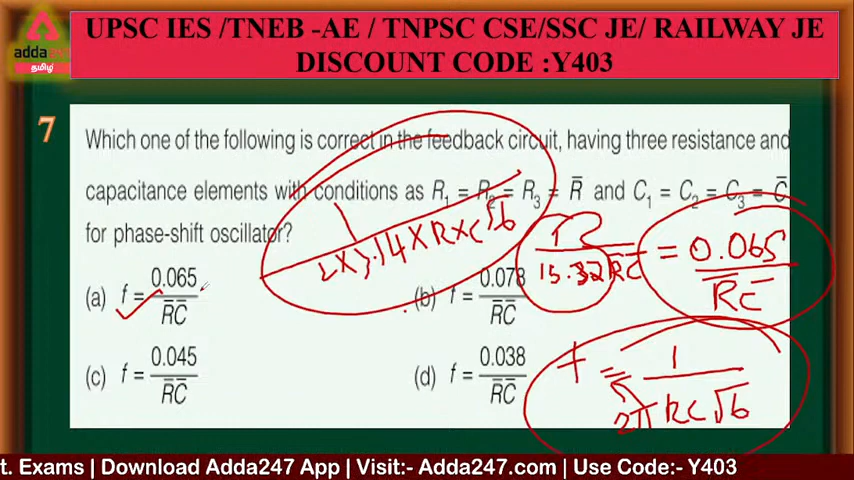 UPSC IES /TNEB -AE / TNPSC CSE/SSC JE/ RAILWAY JE
DISCOUNT CODE :Y403
adda247
தமிழ்
7
Which one of the following is correct in the feedback circuit, having three resistance and
capacitance elements with conditions as R₁ = R₂ = R₃ = R̅ and C₁ = C₂ = C₃ = C̅
for phase-shift oscillator?
(a) f = 0.065 / R̅C̅
(b) f = 0.078 / R̅C̅
(c) f = 0.045 / R̅C̅
(d) f = 0.038 / R̅C̅
1 / 2×3.14×R×C√6
1 / 15.32 R̅C̅ = 0.065 / R̅C̅
f = 1 / 2π RC√6
t. Exams | Download Adda247 App | Visit:- Adda247.com | Use Code:- Y403